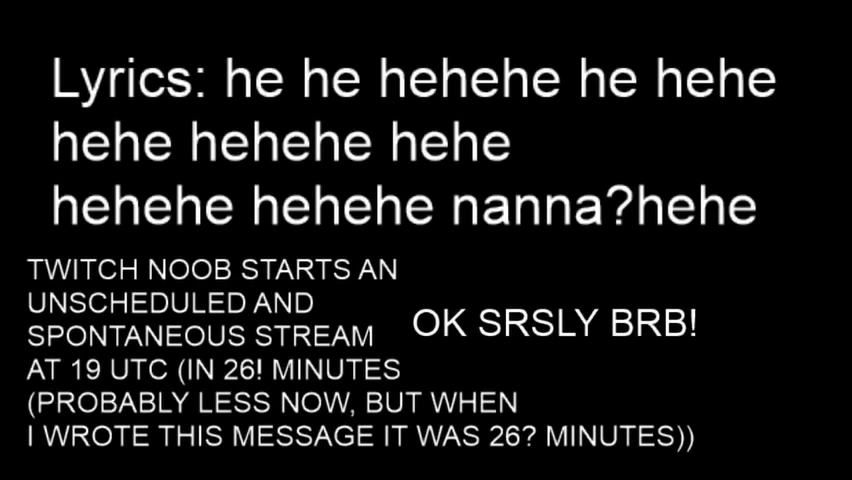 Lyrics: he he hehehe he hehe
hehe hehehe hehe
hehehe hehehe nanna?hehe
TWITCH NOOB STARTS AN
UNSCHEDULED AND
SPONTANEOUS STREAM
AT 19 UTC (IN 26! MINUTES
(PROBABLY LESS NOW, BUT WHEN
I WROTE THIS MESSAGE IT WAS 26? MINUTES))
OK SRSLY BRB!